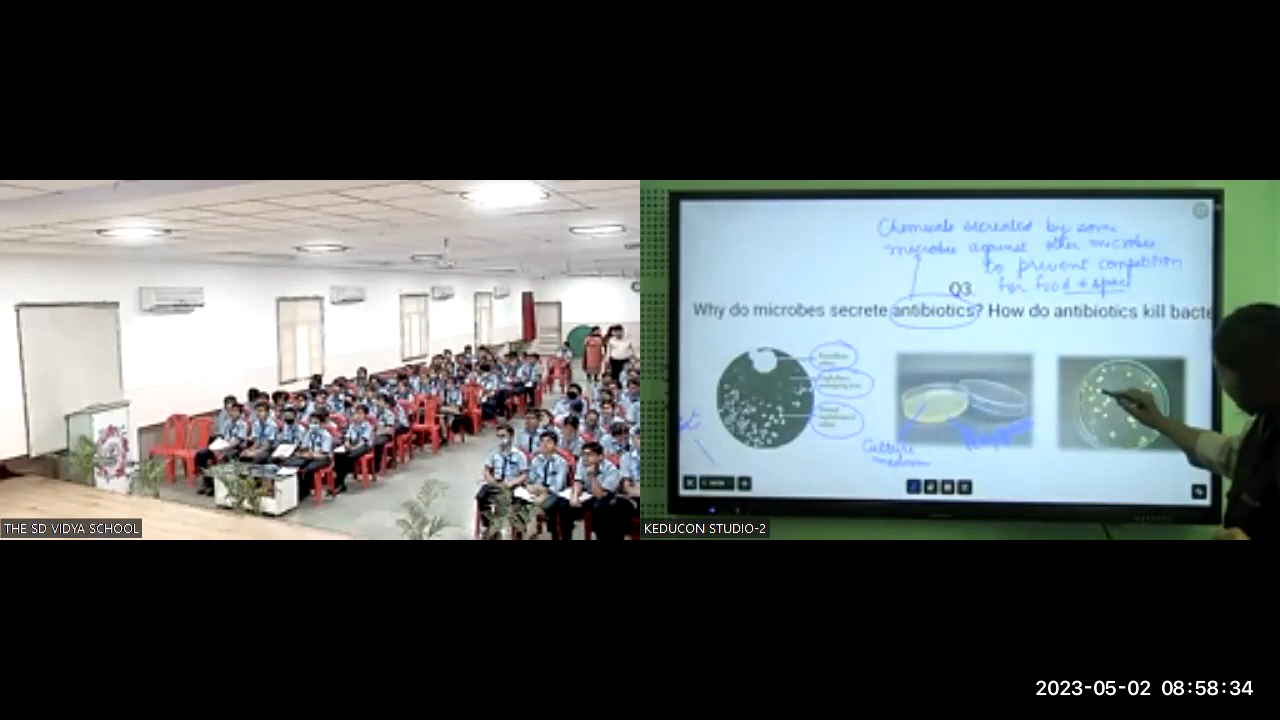 Chemicals secreated by some
microbes against other microbes
to prevent competition
for food + space
Q3.
Why do microbes secrete antibiotics? How do antibiotics kill bacte
Culture
medium
THE SD VIDYA SCHOOL
KEDUCON STUDIO-2
2023-05-02 08:58:34